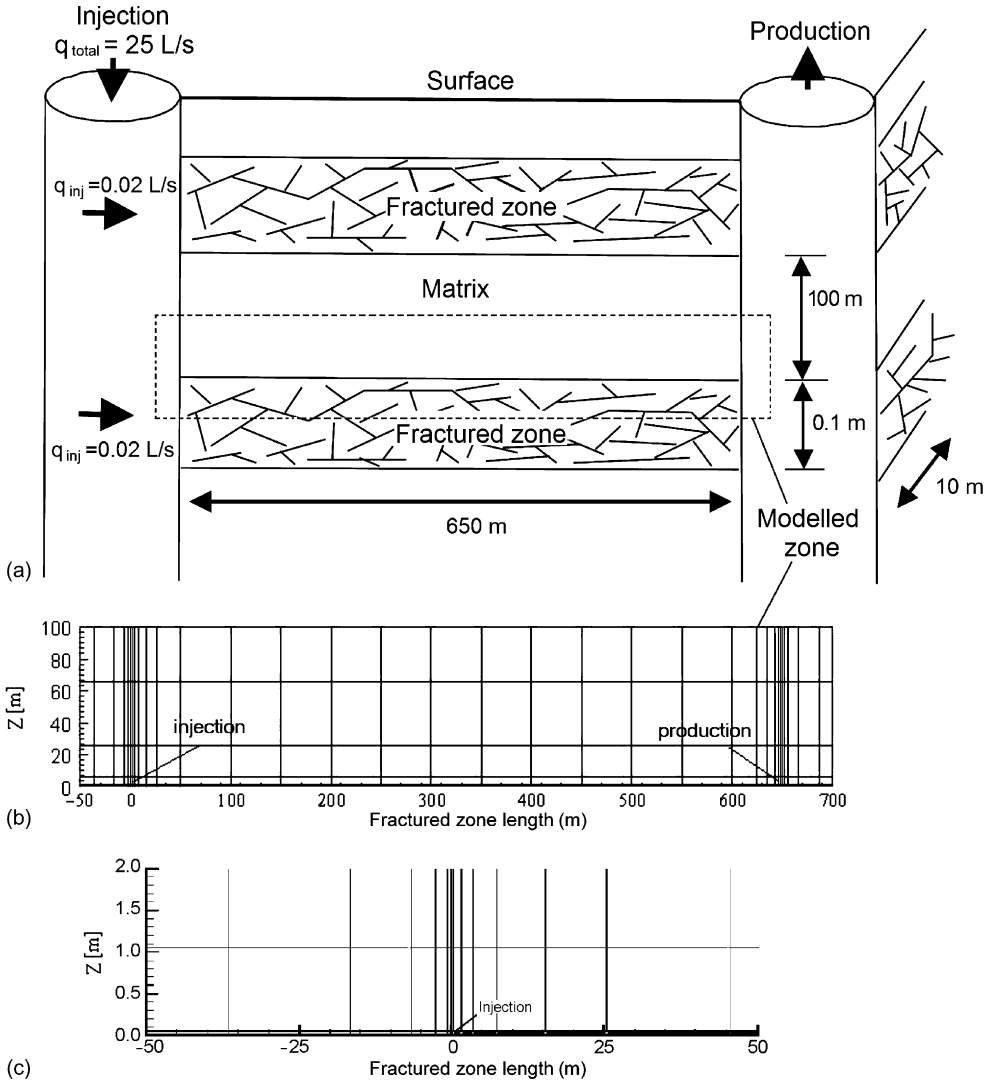 Injection
q total = 25 L/s
Production
Surface
q inj =0.02 L/s
Fractured zone
Matrix
100 m
Fractured zone
0.1 m
q inj =0.02 L/s
10 m
650 m
Modelled
zone
(a)
100
80
60
40
20
0
Z [m]
injection
production
-50 0 100 200 300 400 500 600 700
Fractured zone length (m)
(b)
2.0
1.5
1.0
0.5
0.0
Z [m]
Injection
-50 -25 0 25 50
Fractured zone length (m)
(c)